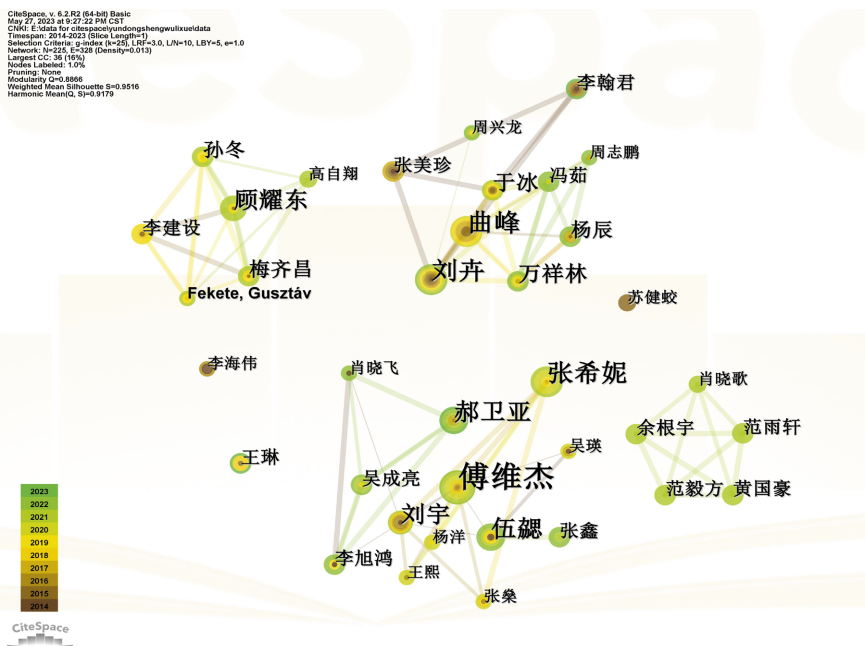 CiteSpace, v. 6.2.R2 (64-bit) Basic
May 27, 2023 at 9:27:22 PM CST
CNKI: E:\data for citespace\yundongshengwulixue\data
Timespan: 2014-2023 (Slice Length=1)
Selection Criteria: g-index (k=25), LRF=3.0, L/N=10, LBY=5, e=1.0
Network: N=225, E=328 (Density=0.013)
Largest CC: 36 (16%)
Nodes Labeled: 1.0%
Pruning: None
Modularity Q=0.8866
Weighted Mean Silhouette S=0.9516
Harmonic Mean(Q, S)=0.9179
李翰君
周兴龙
孙冬
周志鹏
张美珍
高自翔
于冰
冯茹
顾耀东
曲峰
李建设
杨辰
梅齐昌
刘卉
万祥林
Fekete, Gusztáv
苏健蛟
李海伟
肖晓飞
张希妮
肖晓歌
郝卫亚
余根宇
范雨轩
吴瑛
王琳
吴成亮
傅维杰
范毅方
黄国豪
刘宇
伍勰
张鑫
杨洋
李旭鸿
王熙
张燊
2023
2022
2021
2020
2019
2018
2017
2016
2015
2014
CiteSpace